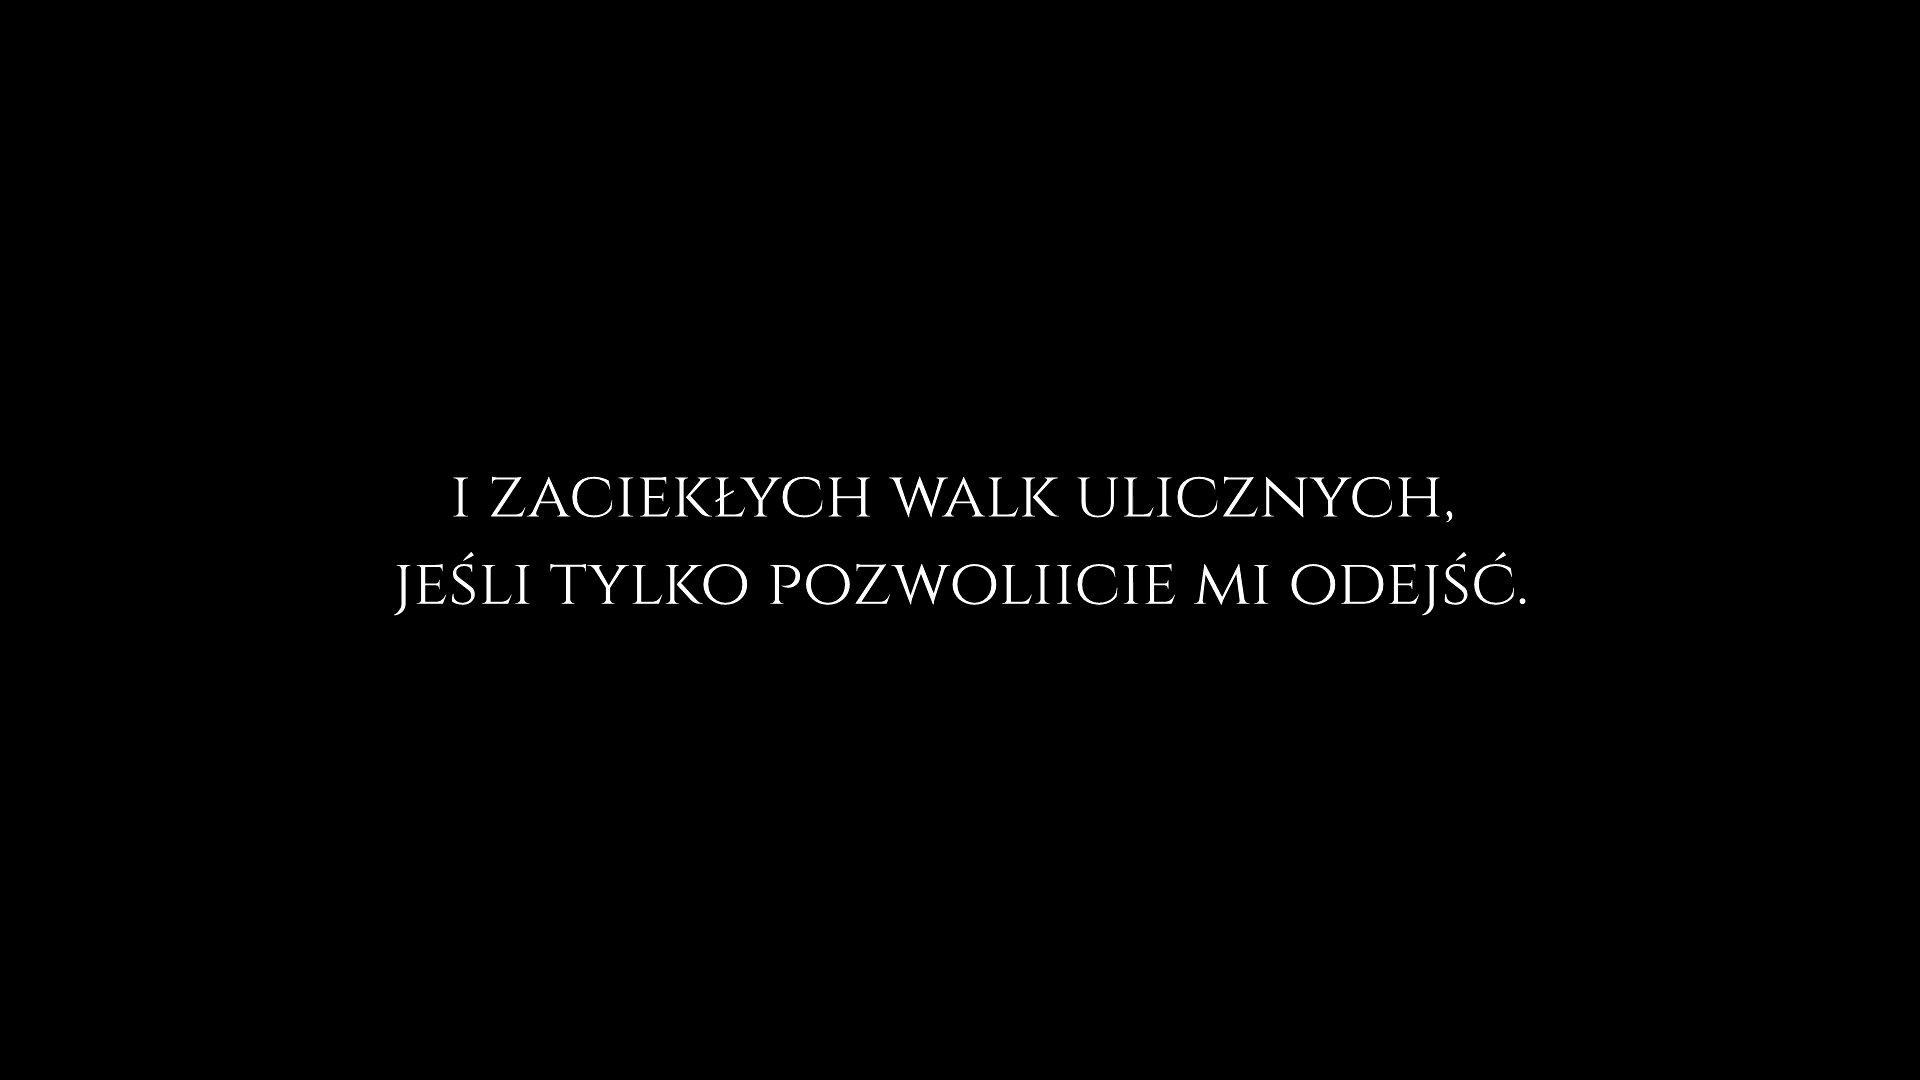 I ZACIEKŁYCH WALK ULICZNYCH,
JEŚLI TYLKO POZWOLIICIE MI ODEJŚĆ.